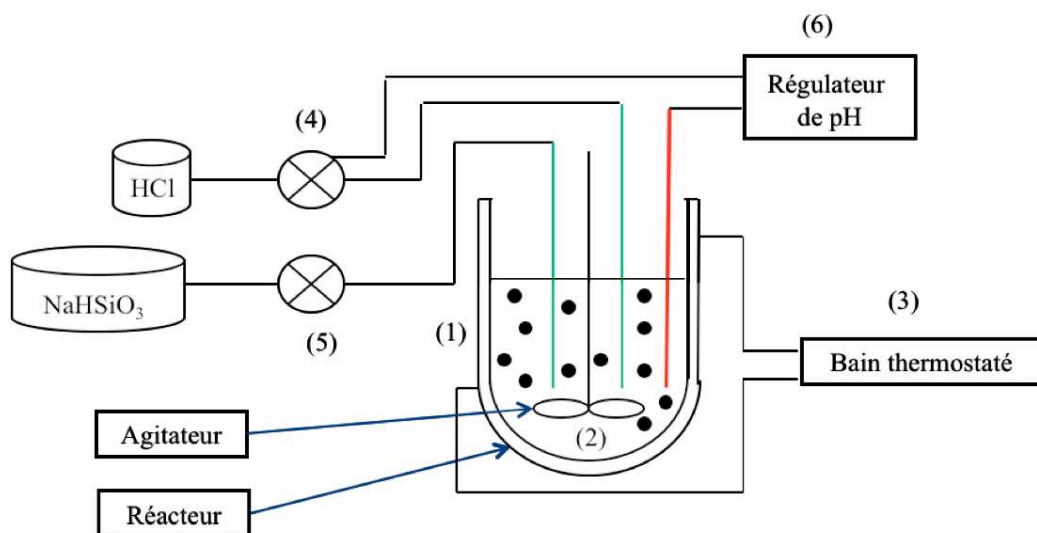 (6)
Régulateur
de pH
(4)
HCl
NaHSiO₃
(5)
(1)
(3)
Bain thermostaté
(2)
Agitateur
Réacteur